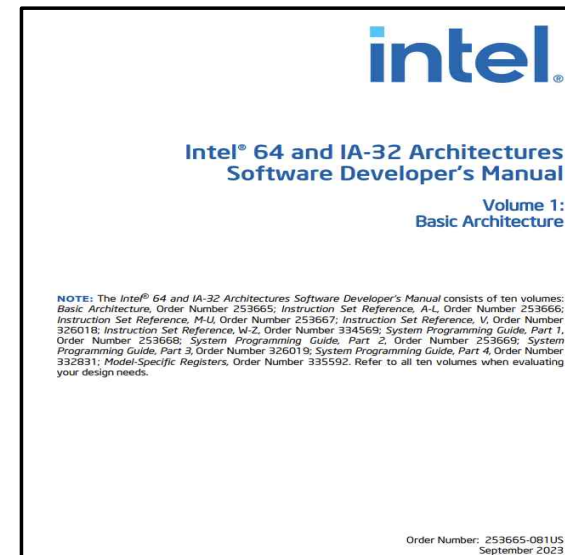 intel®
Intel® 64 and IA-32 Architectures
Software Developer's Manual
Volume 1:
Basic Architecture
NOTE: The Intel® 64 and IA-32 Architectures Software Developer's Manual consists of ten volumes:
Basic Architecture, Order Number 253665; Instruction Set Reference, A-L, Order Number 253666;
Instruction Set Reference, M-U, Order Number 253667; Instruction Set Reference, V, Order Number
326018; Instruction Set Reference, W-Z, Order Number 334569; System Programming Guide, Part 1,
Order Number 253668; System Programming Guide, Part 2, Order Number 253669; System
Programming Guide, Part 3, Order Number 326019; System Programming Guide, Part 4, Order Number
332831; Model-Specific Registers, Order Number 335592. Refer to all ten volumes when evaluating
your design needs.
Order Number: 253665-081US
September 2023